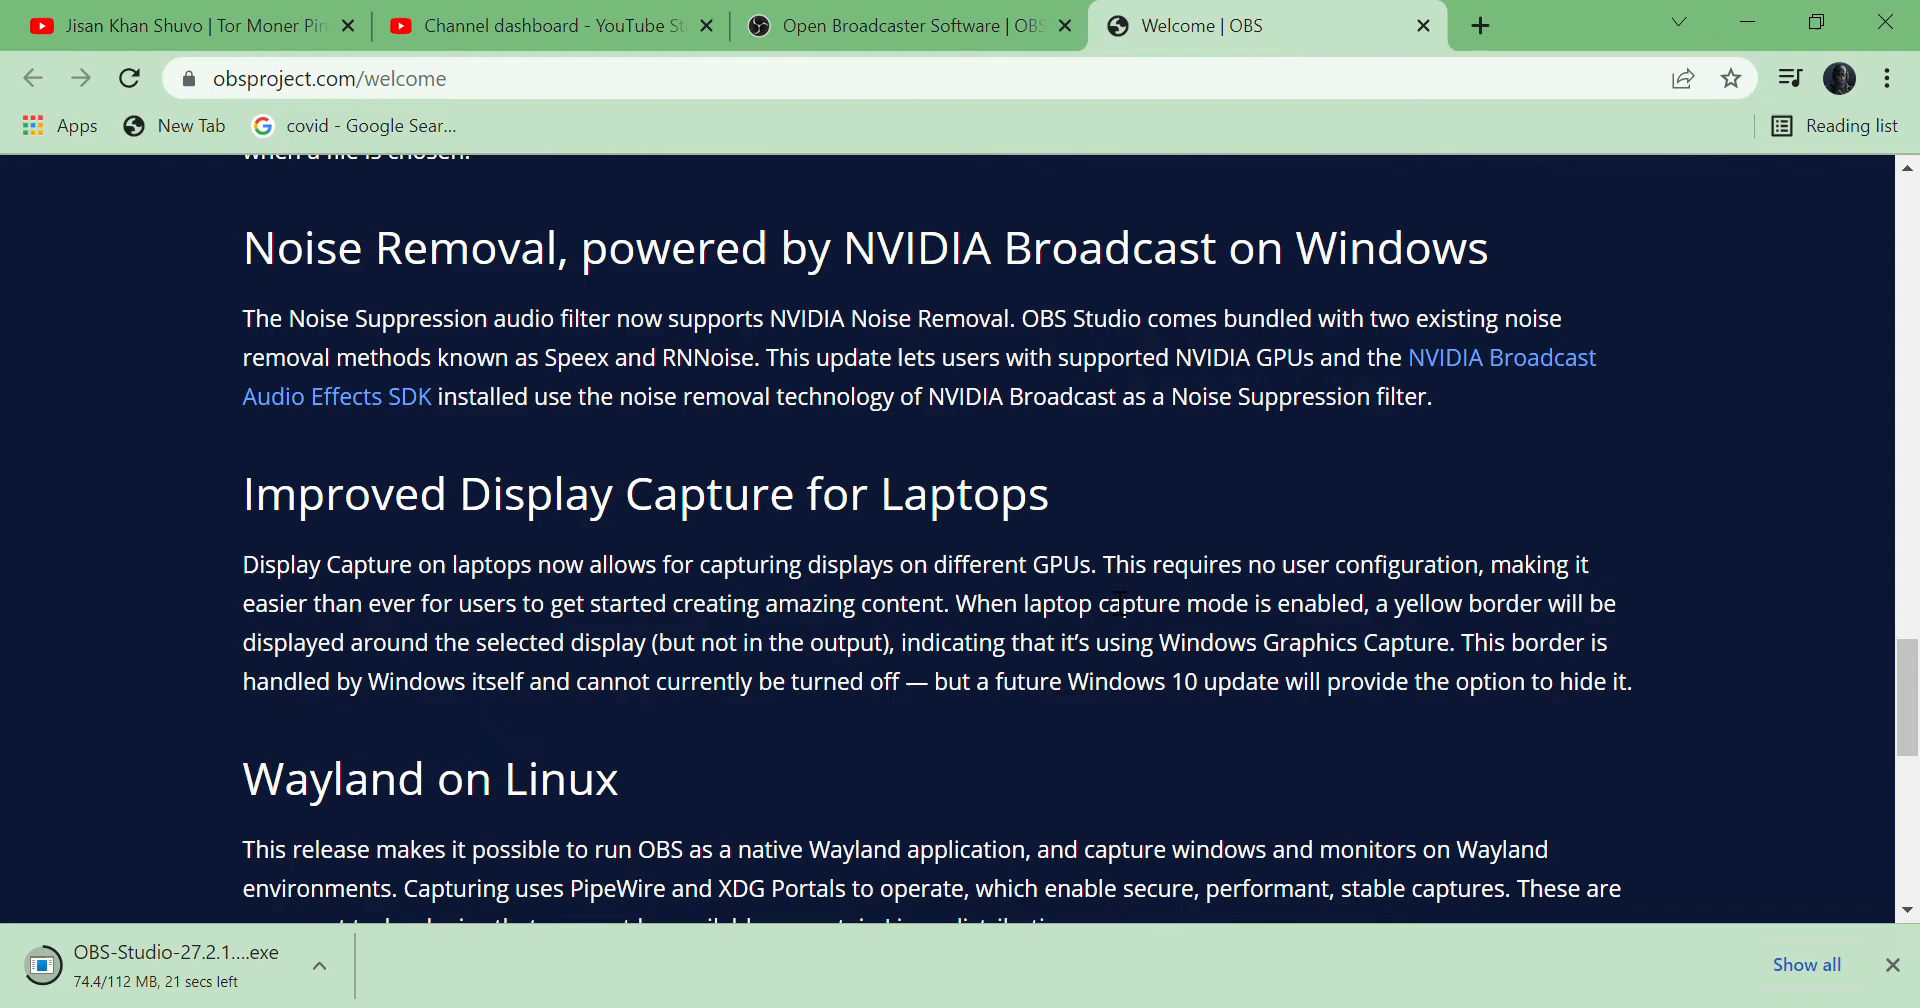 Jisan Khan Shuvo | Tor Moner Pin
Channel dashboard - YouTube St
Open Broadcaster Software | OBS
Welcome | OBS
obsproject.com/welcome
Apps
New Tab
covid - Google Sear...
Reading list
when a file is chosen.
Noise Removal, powered by NVIDIA Broadcast on Windows
The Noise Suppression audio filter now supports NVIDIA Noise Removal. OBS Studio comes bundled with two existing noise
removal methods known as Speex and RNNoise. This update lets users with supported NVIDIA GPUs and the NVIDIA Broadcast
Audio Effects SDK installed use the noise removal technology of NVIDIA Broadcast as a Noise Suppression filter.
Improved Display Capture for Laptops
Display Capture on laptops now allows for capturing displays on different GPUs. This requires no user configuration, making it
easier than ever for users to get started creating amazing content. When laptop capture mode is enabled, a yellow border will be
displayed around the selected display (but not in the output), indicating that it’s using Windows Graphics Capture. This border is
handled by Windows itself and cannot currently be turned off — but a future Windows 10 update will provide the option to hide it.
Wayland on Linux
This release makes it possible to run OBS as a native Wayland application, and capture windows and monitors on Wayland
environments. Capturing uses PipeWire and XDG Portals to operate, which enable secure, performant, stable captures. These are
OBS-Studio-27.2.1....exe
74.4/112 MB, 21 secs left
Show all